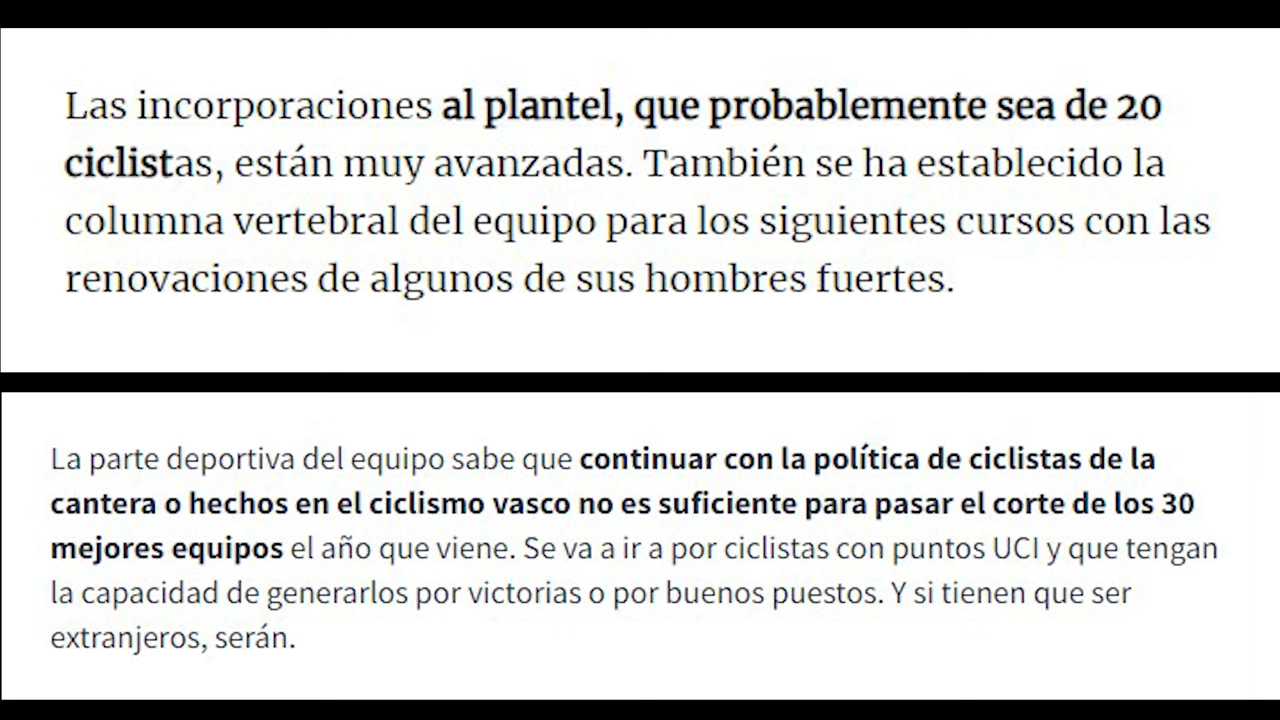 Las incorporaciones al plantel, que probablemente sea de 20
ciclistas, están muy avanzadas. También se ha establecido la
columna vertebral del equipo para los siguientes cursos con las
renovaciones de algunos de sus hombres fuertes.
La parte deportiva del equipo sabe que continuar con la política de ciclistas de la
cantera o hechos en el ciclismo vasco no es suficiente para pasar el corte de los 30
mejores equipos el año que viene. Se va a ir a por ciclistas con puntos UCI y que tengan
la capacidad de generarlos por victorias o por buenos puestos. Y si tienen que ser
extranjeros, serán.